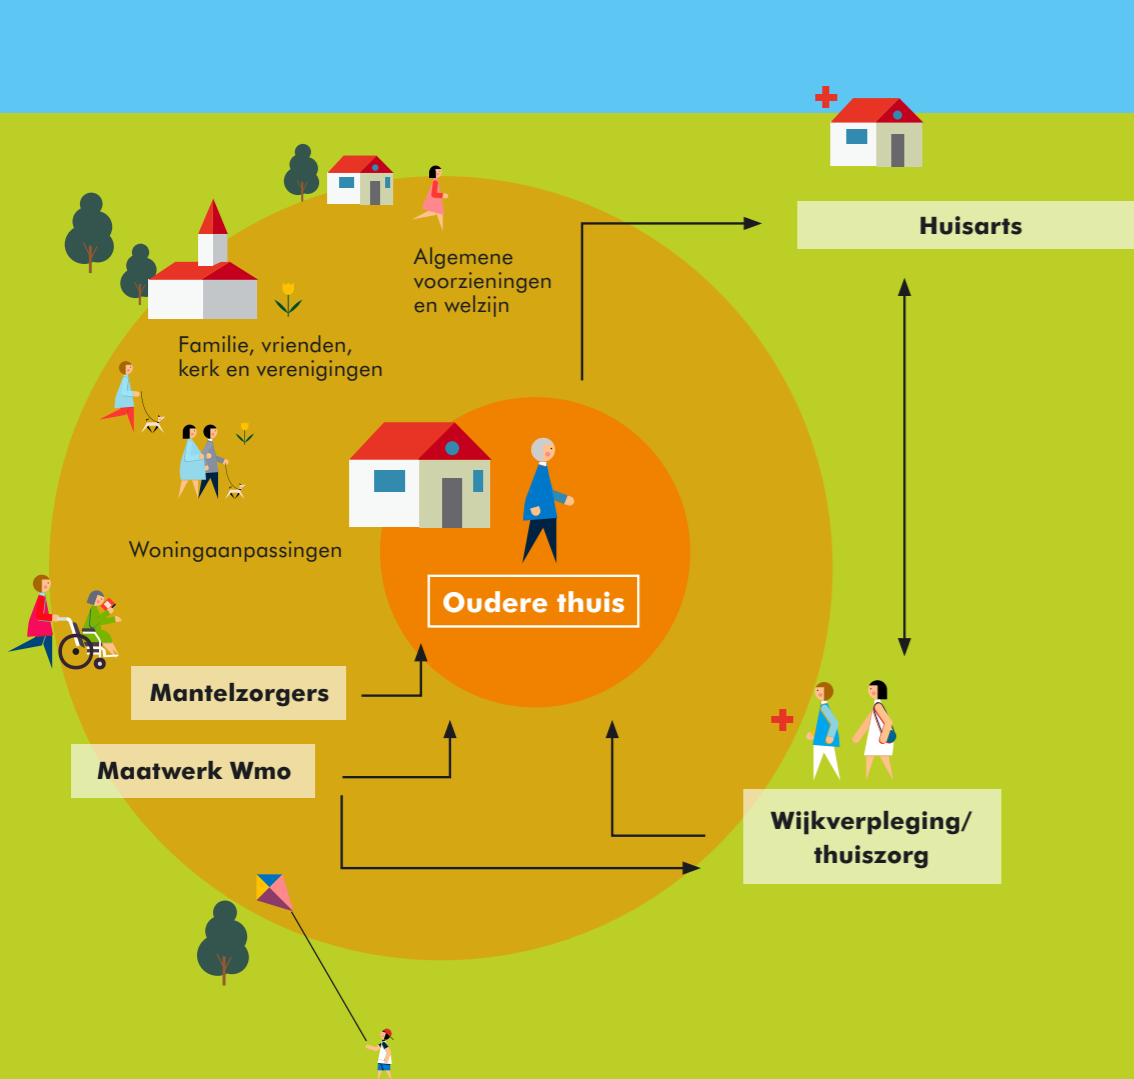 Huisarts
Algemene
voorzieningen
en welzijn
Familie, vrienden,
kerk en verenigingen
Woningaanpassingen
Oudere thuis
Mantelzorgers
Maatwerk Wmo
Wijkverpleging/
thuiszorg